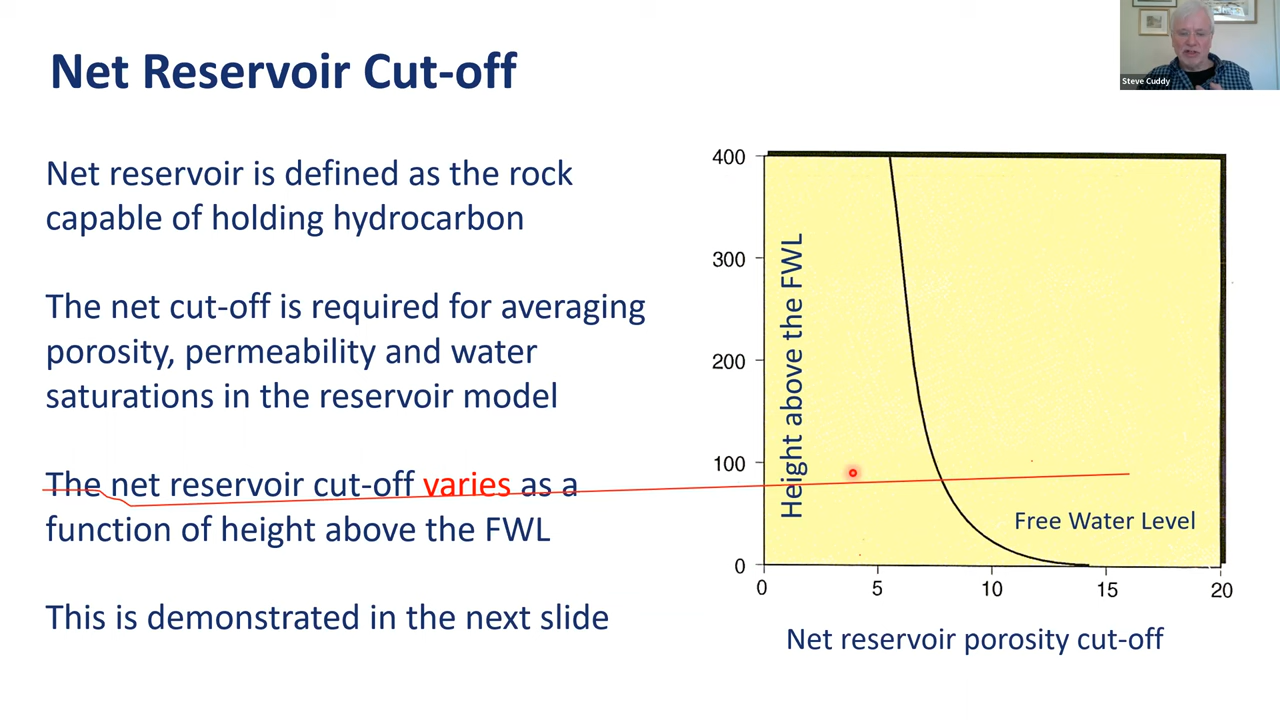 Net Reservoir Cut-off
Steve Cuddy
Net reservoir is defined as the rock
capable of holding hydrocarbon
The net cut-off is required for averaging
porosity, permeability and water
saturations in the reservoir model
The net reservoir cut-off varies as a
function of height above the FWL
This is demonstrated in the next slide
400
300
200
100
0
Height above the FWL
Free Water Level
0 5 10 15 20
Net reservoir porosity cut-off